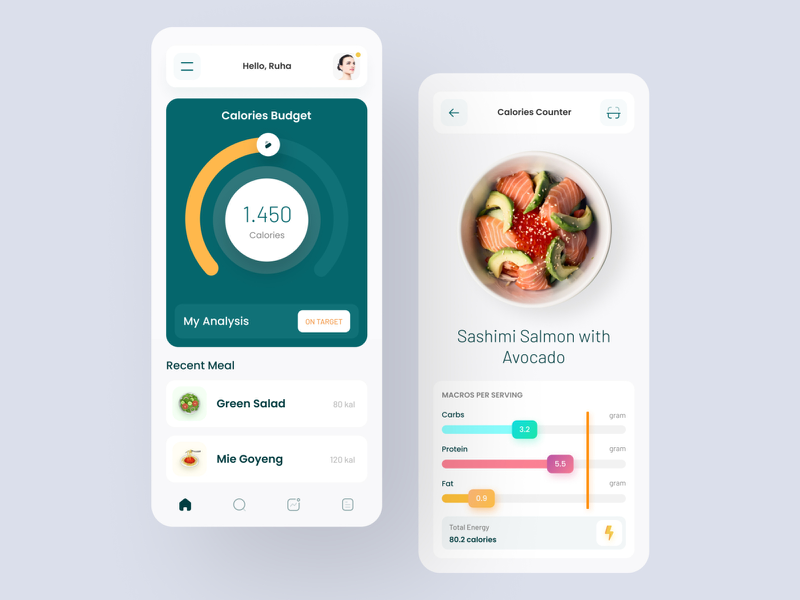 Hello, Ruha
Calories Budget
1.450
Calories
My Analysis
ON TARGET
Recent Meal
Green Salad
80 kal
Mie Goyeng
120 kal
Calories Counter
Sashimi Salmon with
Avocado
MACROS PER SERVING
Carbs
gram
3.2
Protein
gram
5.5
Fat
gram
0.9
Total Energy
80.2 calories